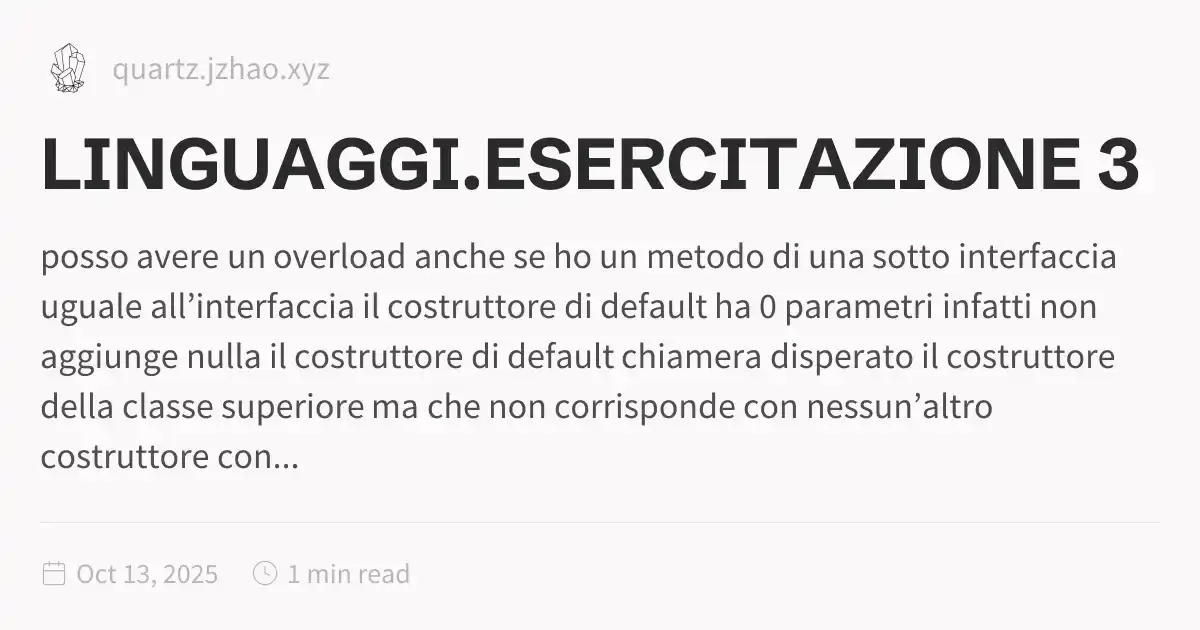 quartz.jzhao.xyz
LINGUAGGI.ESERCITAZIONE 3
posso avere un overload anche se ho un metodo di una sotto interfaccia
uguale all’interfaccia il costruttore di default ha 0 parametri infatti non
aggiunge nulla il costruttore di default chiamera disperato il costruttore
della classe superiore ma che non corrisponde con nessun’altro
costruttore con...
Oct 13, 2025 1 min read